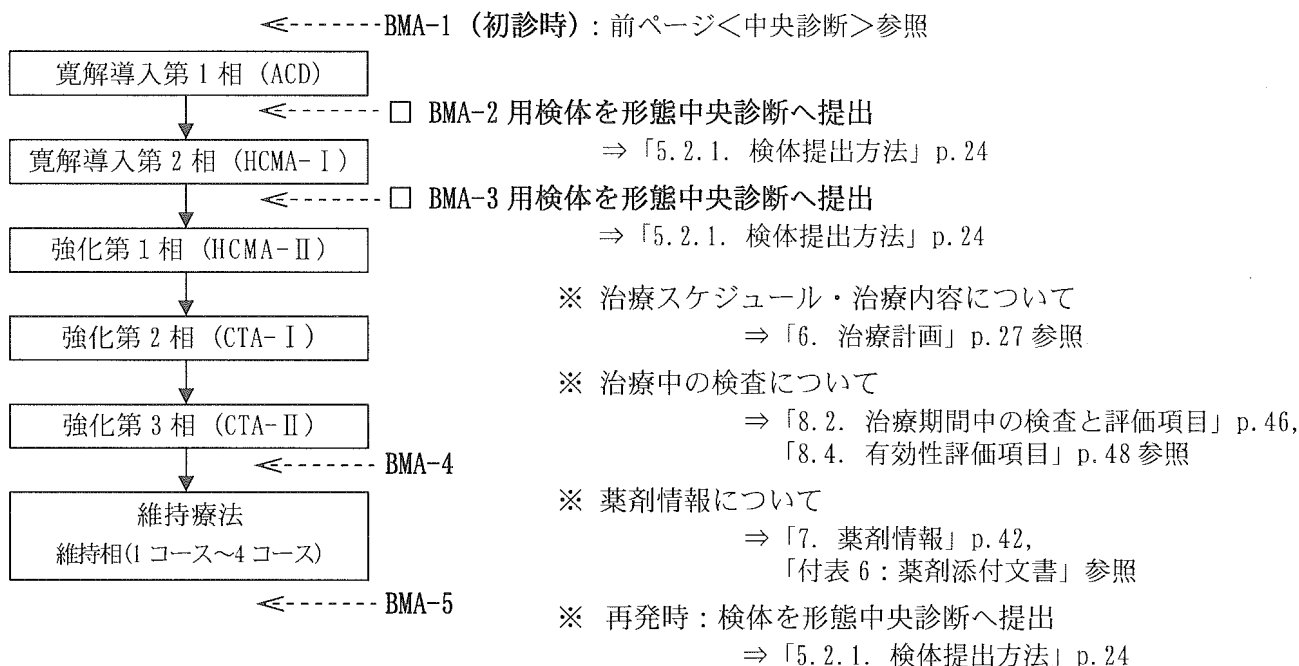 BMA-1 (初診時):前ページ<中央診断>参照
寛解導入第1相 (ACD)
□ BMA-2用検体を形態中央診断へ提出
⇒「5.2.1. 検体提出方法」p.24
寛解導入第2相 (HCMA-Ⅰ)
□ BMA-3用検体を形態中央診断へ提出
⇒「5.2.1. 検体提出方法」p.24
強化第1相 (HCMA-Ⅱ)
※ 治療スケジュール・治療内容について
⇒「6. 治療計画」p.27参照
強化第2相 (CTA-Ⅰ)
※ 治療中の検査について
⇒「8.2. 治療期間中の検査と評価項目」p.46,
「8.4. 有効性評価項目」p.48参照
強化第3相 (CTA-Ⅱ)
BMA-4
維持療法
維持相(1コース~4コース)
※ 薬剤情報について
⇒「7. 薬剤情報」p.42,
「付表6:薬剤添付文書」参照
BMA-5
※ 再発時:検体を形態中央診断へ提出
⇒「5.2.1. 検体提出方法」p.24